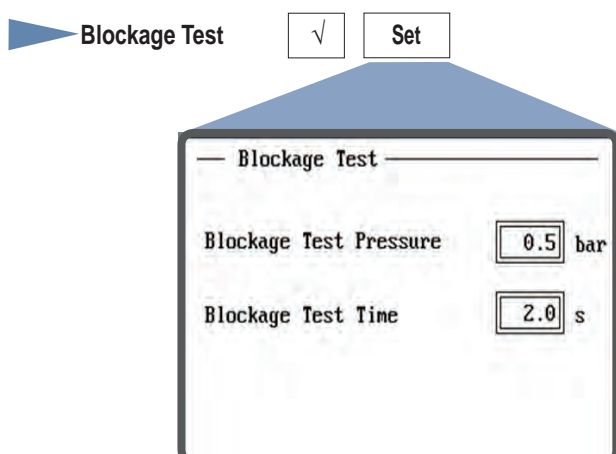 Blockage Test √ Set
Blockage Test
Blockage Test Pressure 0.5 bar
Blockage Test Time 2.0 s